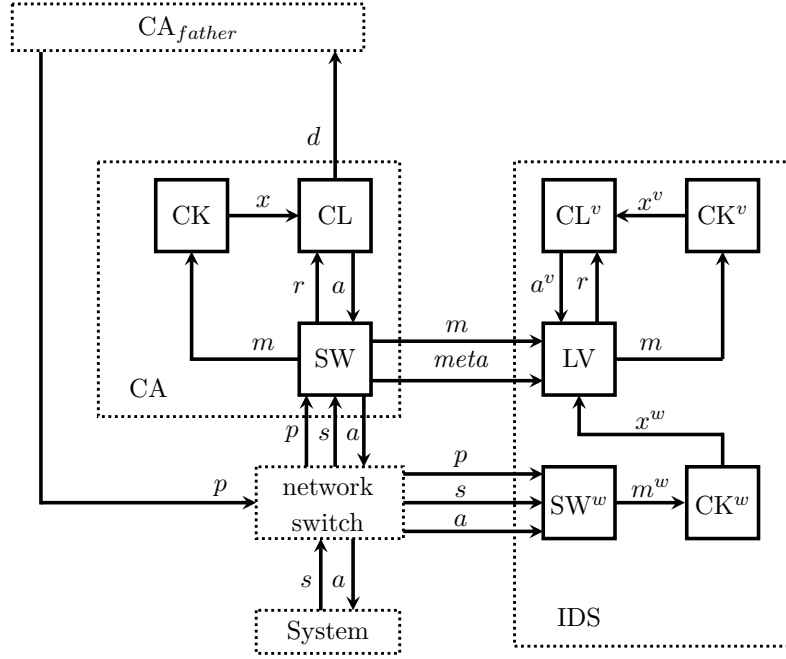 CA_father
d
CK
x
CL
CL^v
x^v
CK^v
r
a
a^v
r
m
SW
m
meta
LV
m
CA
x^w
p
s
a
p
network
switch
p
s
a
SW^w
m^w
CK^w
s
a
System
IDS